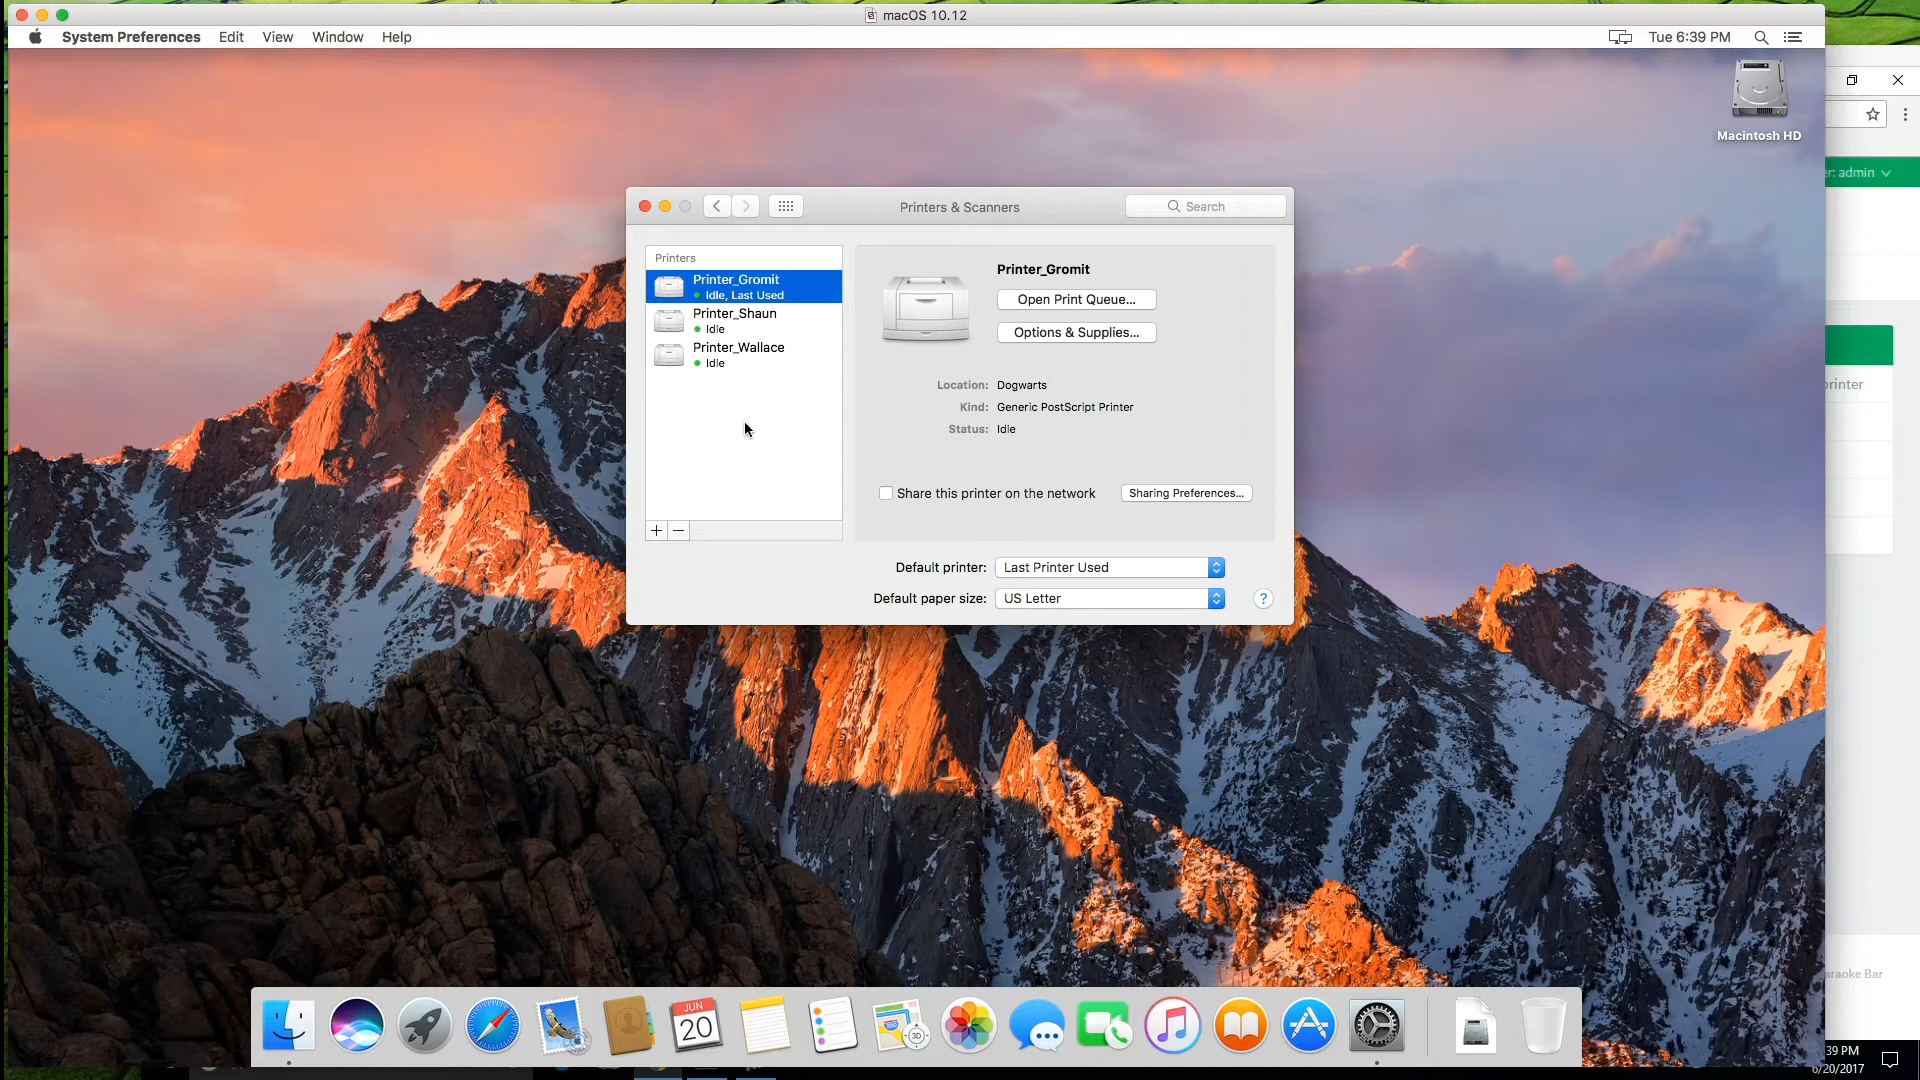 macOS 10.12
System Preferences Edit View Window Help
Tue 6:39 PM
Macintosh HD
admin
Printers & Scanners
Search
Printers
Printer_Gromit
Idle, Last Used
Printer_Shaun
Idle
Printer_Wallace
Idle
Printer_Gromit
Open Print Queue...
Options & Supplies...
Location: Dogwarts
Kind: Generic PostScript Printer
Status: Idle
Share this printer on the network
Sharing Preferences...
Default printer: Last Printer Used
Default paper size: US Letter
?
printer
araoke Bar
JUN
20
280
3D
39 PM
6/20/2017